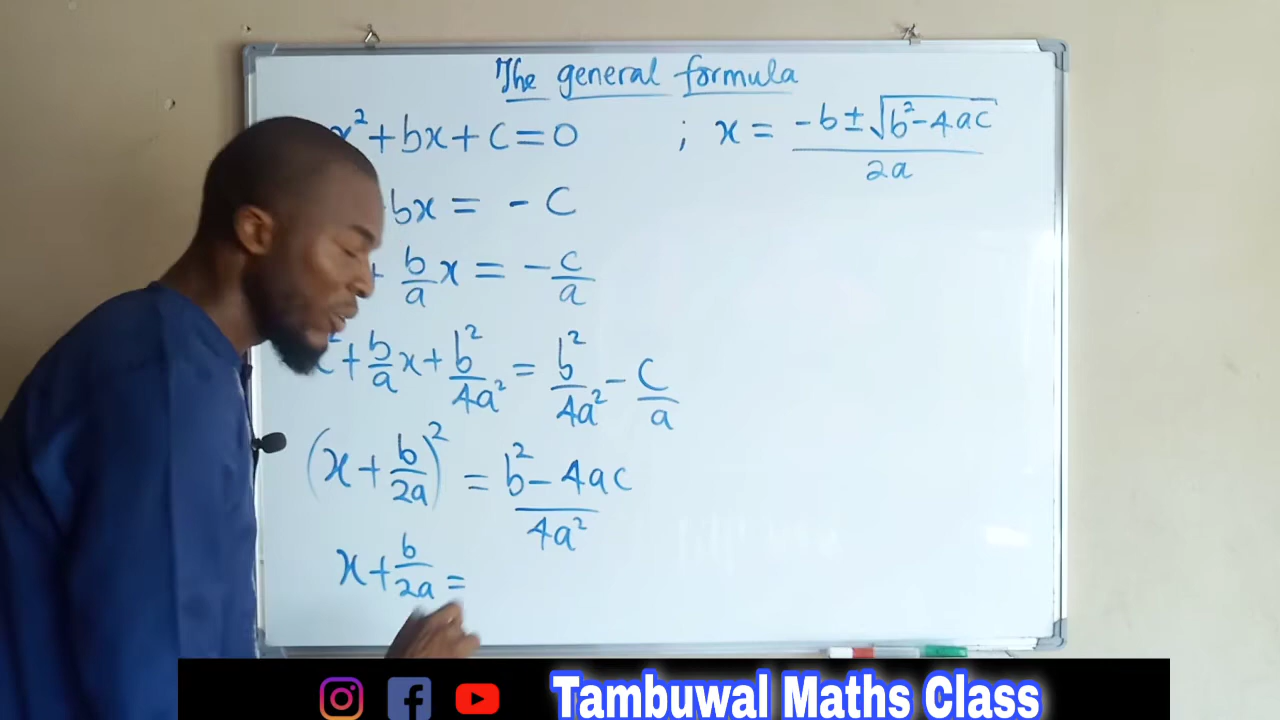 The general formula
x²+bx+c=0 ; x = (-b±√(b²-4ac))/2a
bx = -c
+ b/a x = -c/a
x²+b/a x+b²/4a² = b²/4a² - c/a
(x+b/2a)² = (b²-4ac)/4a²
x+b/2a =
Tambuwal Maths Class